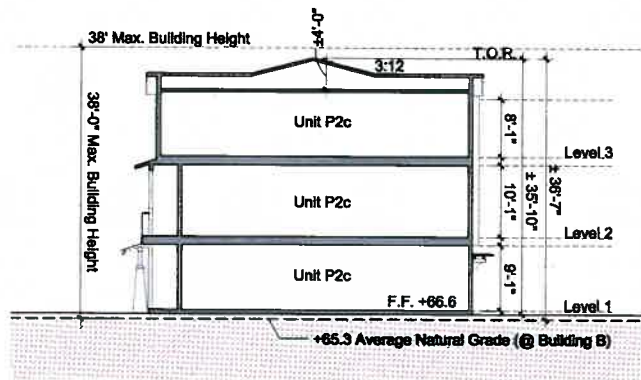 38' Max. Building Height
±4'-0"
T.O.R.
3:12
38'-0" Max. Building Height
Unit P2c
8'-1"
Level 3
± 36'-7"
± 35'-10"
Unit P2c
10'-1"
Level 2
Unit P2c
9'-1"
F.F. +66.6
Level 1
+65.3 Average Natural Grade (@ Building B)